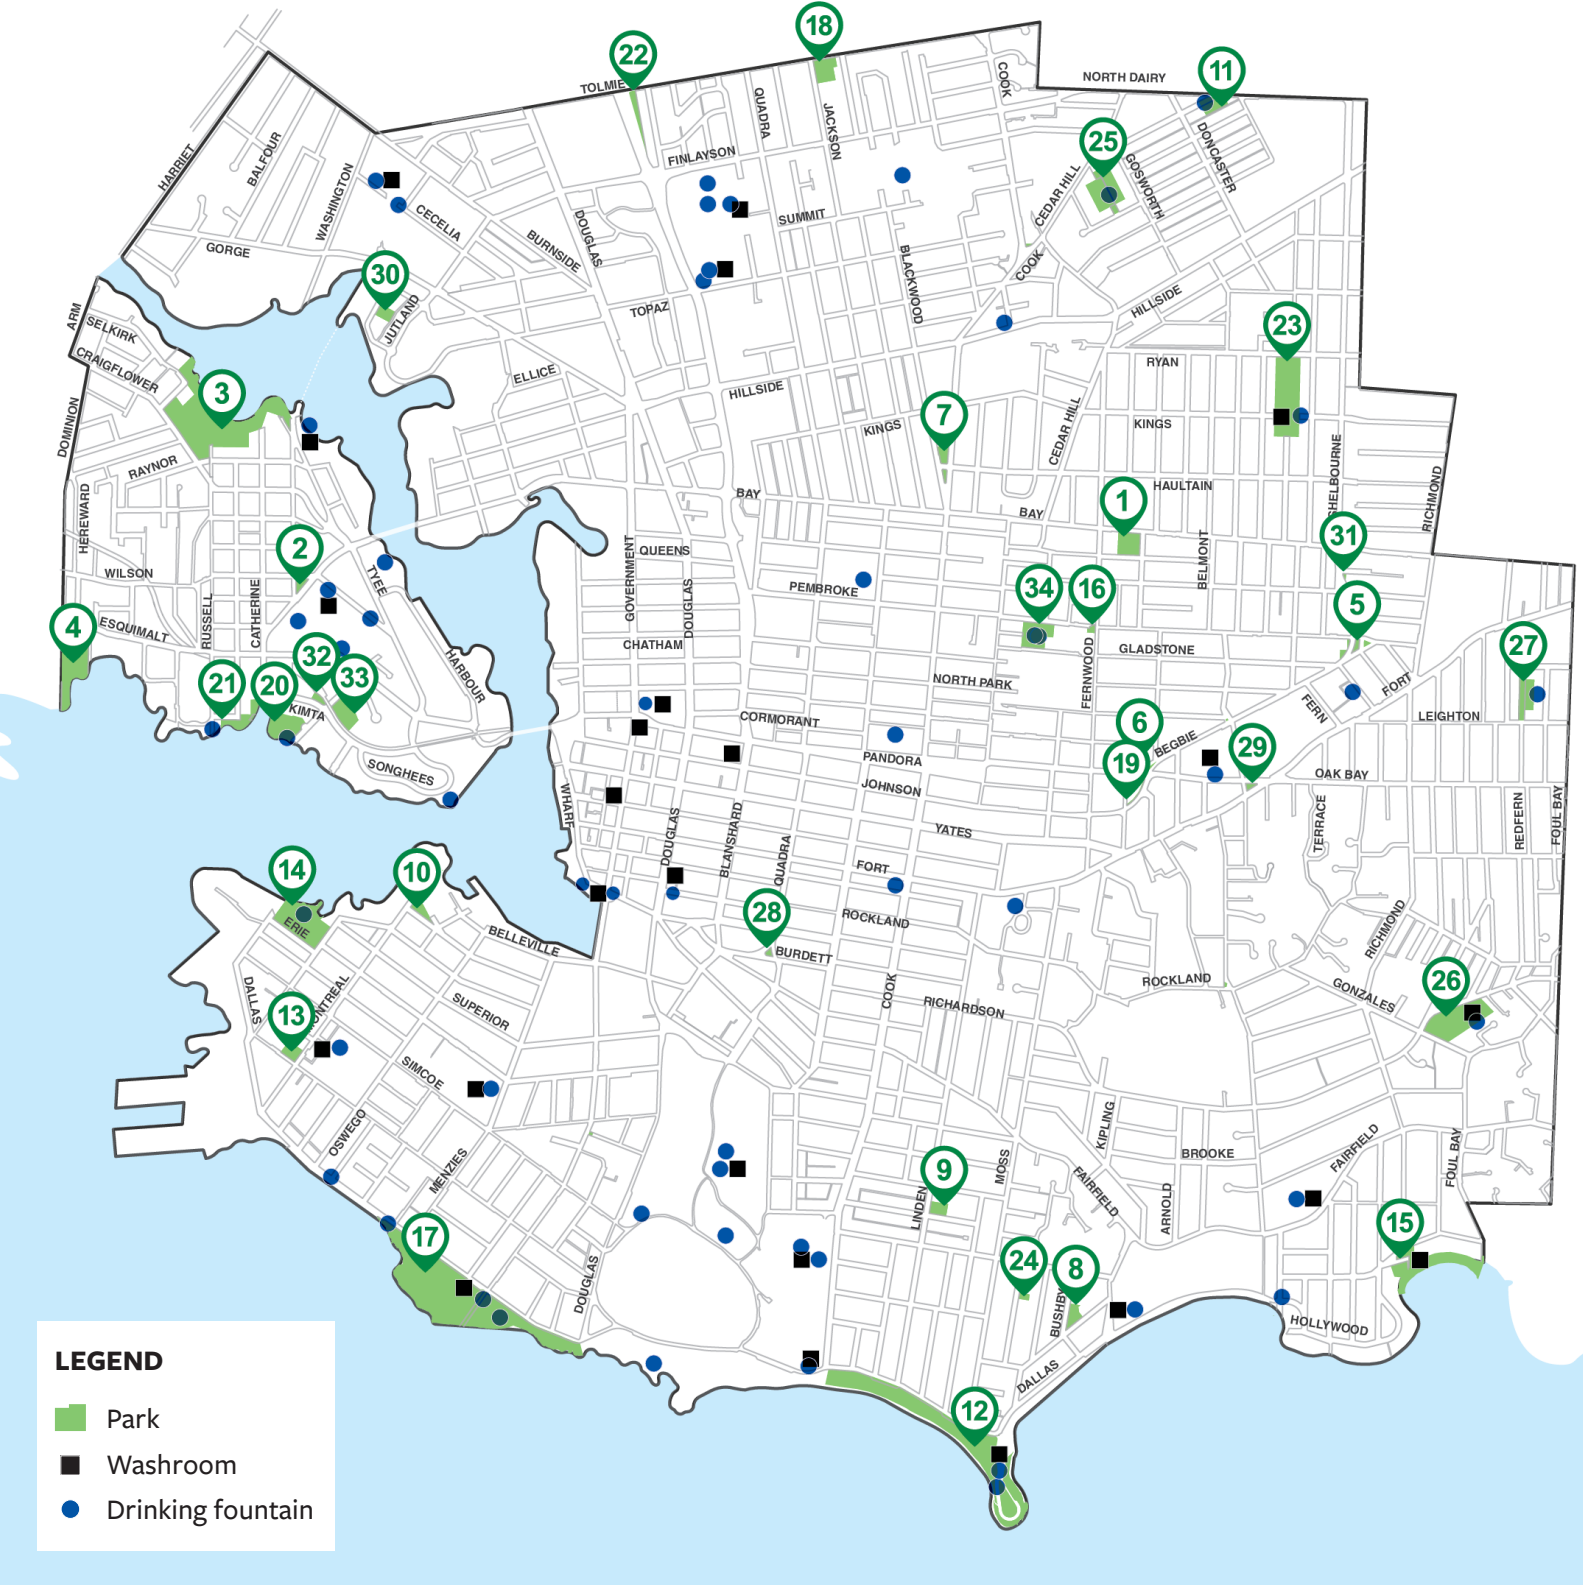 18
22
TOLMIE
COOK
NORTH DAIRY
11
QUADRA
JACKSON
HARRIET
BALFOUR
WASHINGTON
FINLAYSON
25
DONCASTER
GOSWORTH
CEDAR HILL
CECELIA
SUMMIT
DOUGLAS
BURNSIDE
GORGE
COOK
BLACKWOOD
30
JUTLAND
TOPAZ
HILLSIDE
ARM
SELKIRK
CRAIGFLOWER
23
RYAN
ELLICE
HILLSIDE
3
DOMINION
7
KINGS
CEDAR HILL
KINGS
RAYNOR
SHELBOURNE
RICHMOND
HAULTAIN
BAY
1
BAY
HEREWARD
2
QUEENS
GOVERNMENT
31
BELMONT
WILSON
TYEE
PEMBROKE
34
16
DOUGLAS
RUSSELL
CATHERINE
5
4
ESQUIMALT
CHATHAM
GLADSTONE
27
32
HARBOUR
FERNWOOD
NORTH PARK
21
20
33
KIMTA
FORT
FERN
CORMORANT
6
LEIGHTON
BEGBIE
29
PANDORA
19
SONGHEES
OAK BAY
JOHNSON
WHARF
DOUGLAS
BLANSHARD
YATES
TERRACE
REDFERN
FOUL BAY
QUADRA
FORT
14
10
28
ROCKLAND
ERIE
BELLEVILLE
BURDETT
RICHMOND
DALLAS
MONTREAL
COOK
ROCKLAND
26
GONZALES
SUPERIOR
RICHARDSON
13
SIMCOE
OSWEGO
KIPLING
MENZIES
BROOKE
FAIRFIELD
FOUL BAY
MOSS
9
FAIRFIELD
LINDEN
ARNOLD
15
17
24
8
DOUGLAS
BUSHBY
HOLLYWOOD
DALLAS
12
LEGEND
Park
Washroom
Drinking fountain